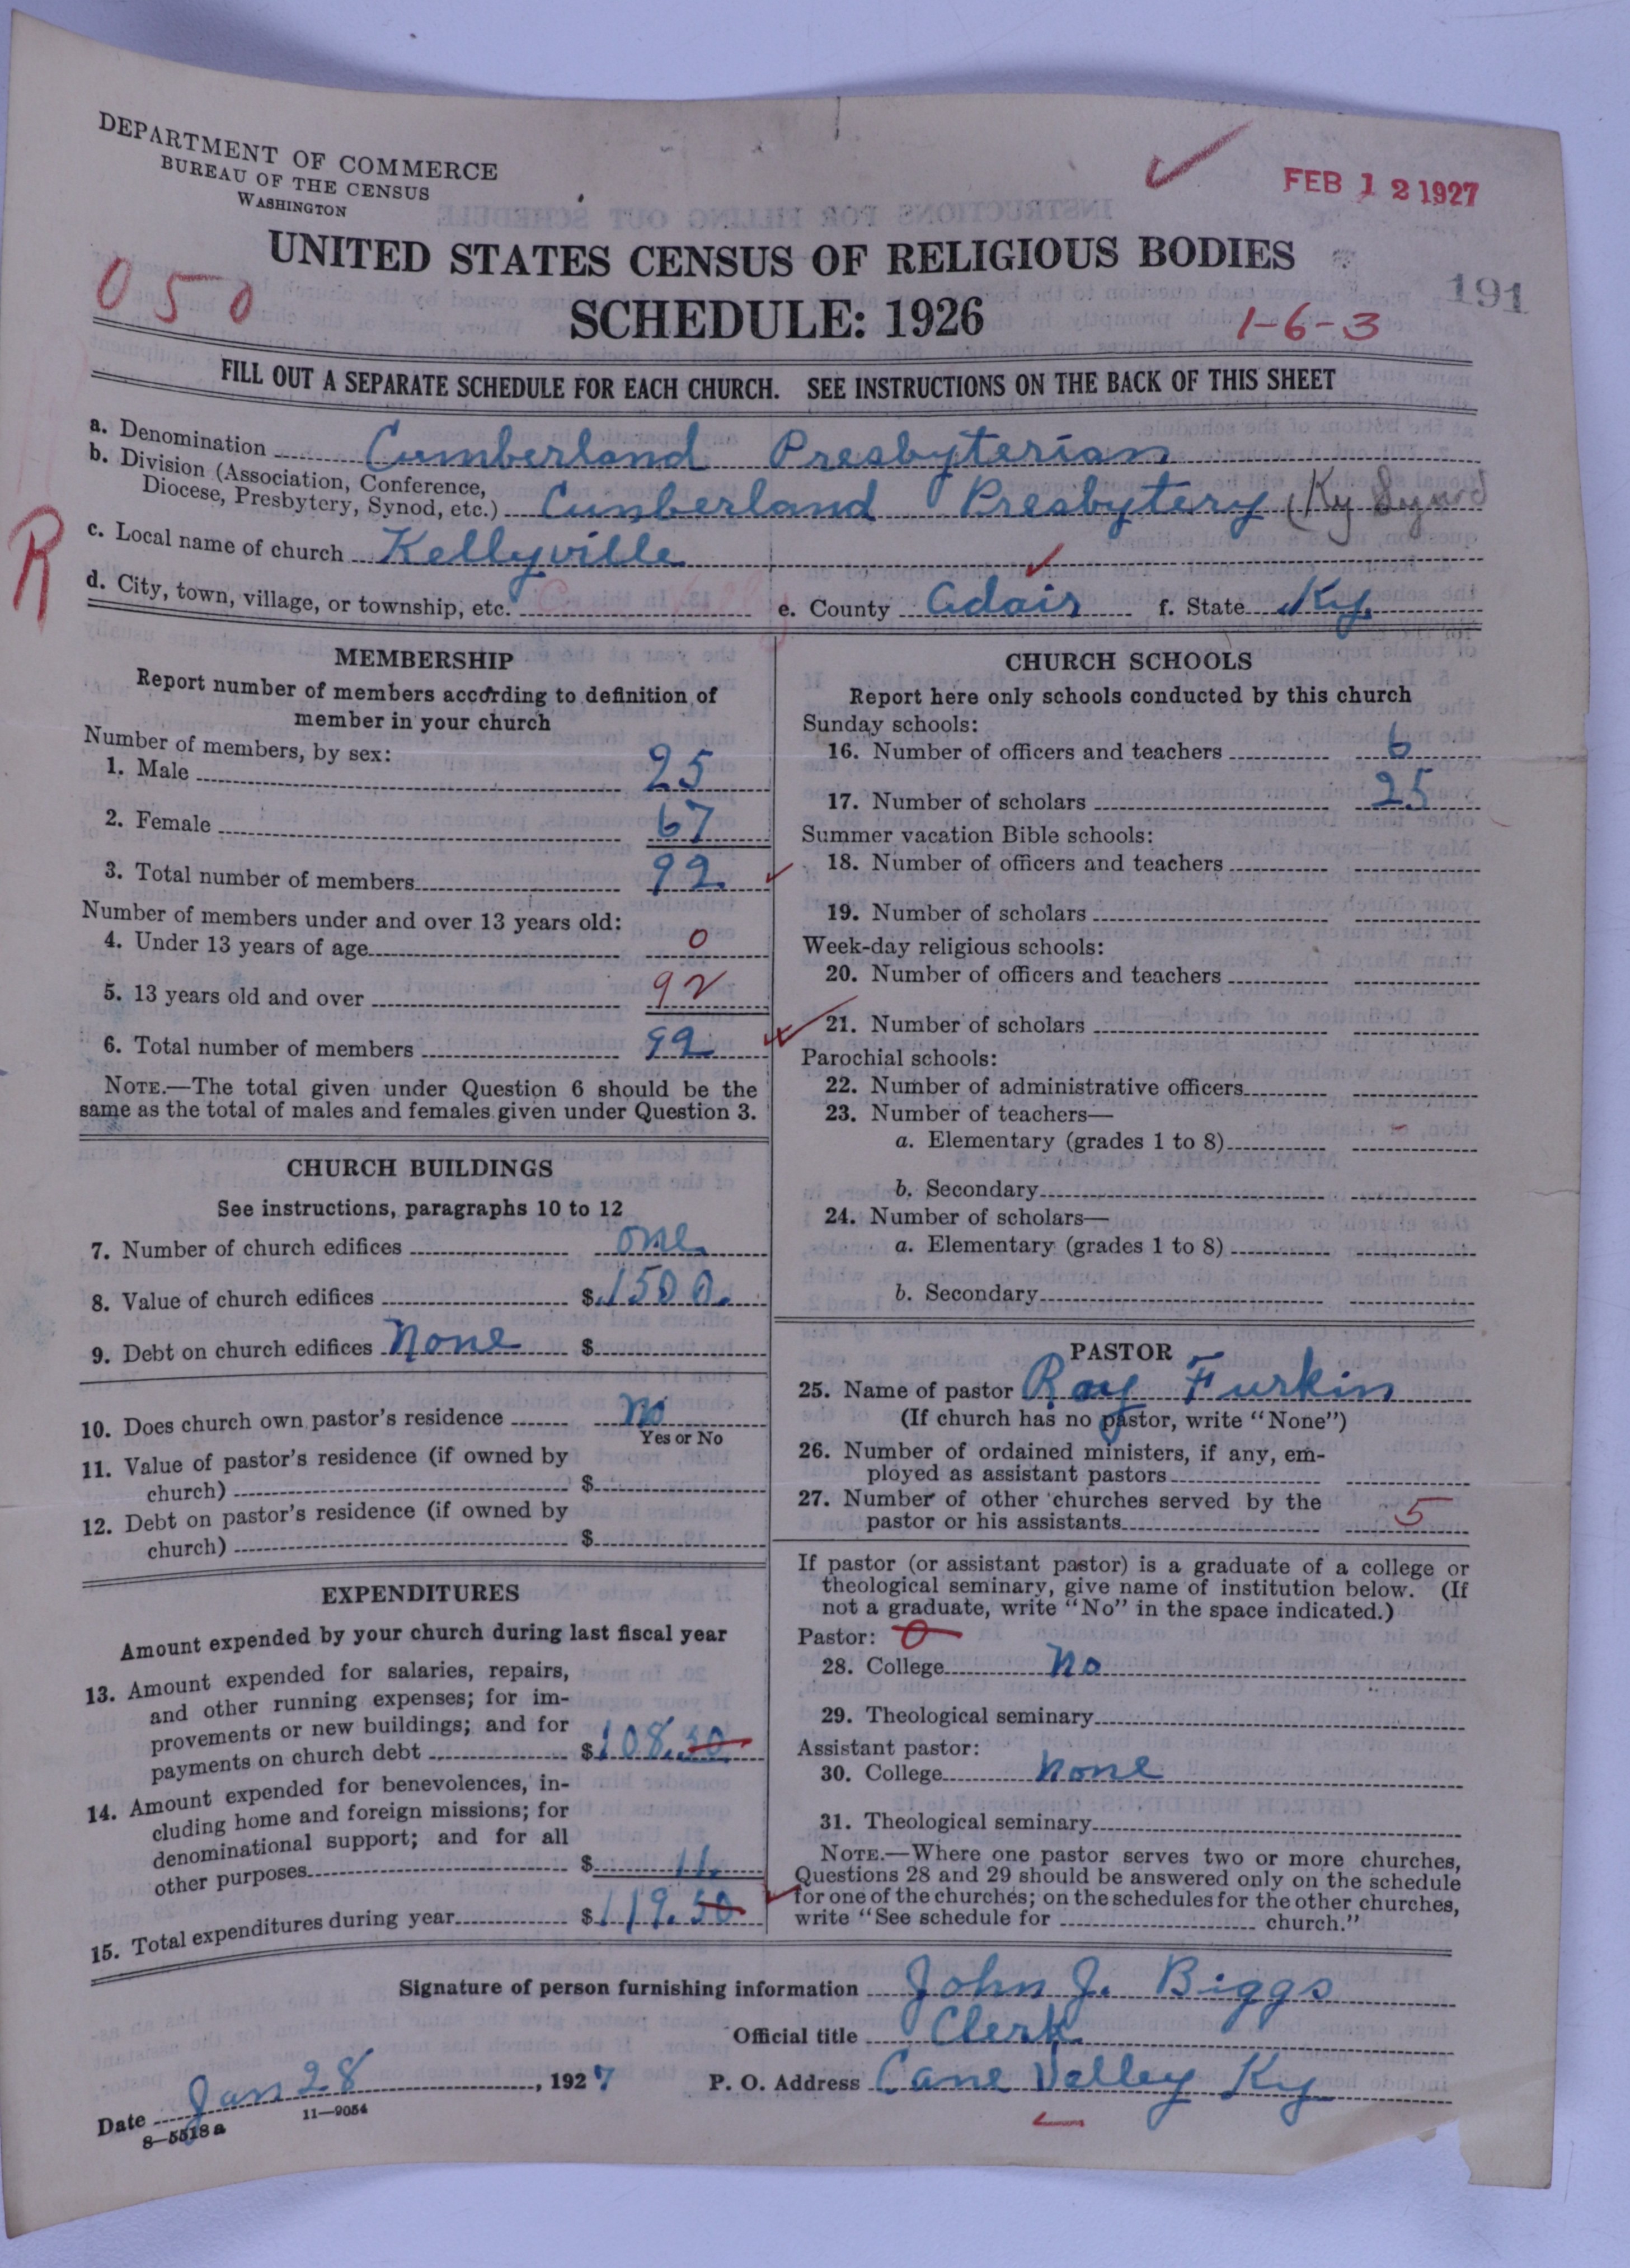 DEPARTMENT OF COMMERCE
BUREAU OF THE CENSUS
WASHINGTON
FEB 12 1927
UNITED STATES CENSUS OF RELIGIOUS BODIES
191
050
SCHEDULE: 1926
1-6-3
FILL OUT A SEPARATE SCHEDULE FOR EACH CHURCH. SEE INSTRUCTIONS ON THE BACK OF THIS SHEET
a. Denomination Cumberland Presbyterian
b. Division (Association, Conference,
Diocese, Presbytery, Synod, etc.) Cumberland Presbytery (Ky Synod
R
c. Local name of church Kellyville
d. City, town, village, or township, etc. e. County Adair f. State Ky.
MEMBERSHIP
Report number of members according to definition of
member in your church
Number of members, by sex:
1. Male 25
2. Female 67
3. Total number of members 92
Number of members under and over 13 years old:
4. Under 13 years of age 0
5. 13 years old and over 92
6. Total number of members 92
NOTE.—The total given under Question 6 should be the
same as the total of males and females given under Question 3.
CHURCH BUILDINGS
See instructions, paragraphs 10 to 12
7. Number of church edifices one
8. Value of church edifices $1500.
9. Debt on church edifices None $
10. Does church own pastor's residence no
Yes or No
11. Value of pastor's residence (if owned by
church) $
12. Debt on pastor's residence (if owned by
church) $
EXPENDITURES
Amount expended by your church during last fiscal year
13. Amount expended for salaries, repairs,
and other running expenses; for im-
provements or new buildings; and for
payments on church debt $108.50
14. Amount expended for benevolences, in-
cluding home and foreign missions; for
denominational support; and for all
other purposes $11.
15. Total expenditures during year $119.50
CHURCH SCHOOLS
Report here only schools conducted by this church
Sunday schools:
16. Number of officers and teachers 6
17. Number of scholars 25
Summer vacation Bible schools:
18. Number of officers and teachers
19. Number of scholars
Week-day religious schools:
20. Number of officers and teachers
21. Number of scholars
Parochial schools:
22. Number of administrative officers
23. Number of teachers—
a. Elementary (grades 1 to 8)
b. Secondary
24. Number of scholars—
a. Elementary (grades 1 to 8)
b. Secondary
PASTOR
25. Name of pastor Roy Furkin
(If church has no pastor, write "None")
26. Number of ordained ministers, if any, em-
ployed as assistant pastors
27. Number of other churches served by the
pastor or his assistants 5
If pastor (or assistant pastor) is a graduate of a college or
theological seminary, give name of institution below. (If
not a graduate, write "No" in the space indicated.)
Pastor: 0
28. College No
29. Theological seminary
Assistant pastor:
30. College None
31. Theological seminary
NOTE.—Where one pastor serves two or more churches,
Questions 28 and 29 should be answered only on the schedule
for one of the churches; on the schedules for the other churches,
write "See schedule for church."
Signature of person furnishing information John J. Biggs
Official title Clerk
Date Jan 28, 1927 P. O. Address Cane Valley Ky
8—5518a 11—9054